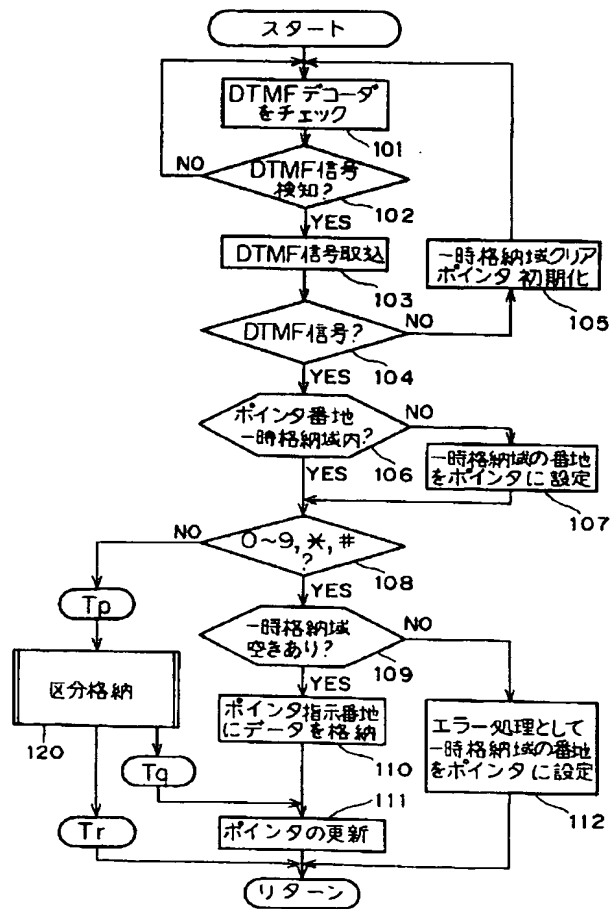 スタート
DTMFデコーダ
をチェック
101
NO
DTMF信号
検知?
102
YES
DTMF信号取込
103
一時格納域クリア
ポインタ 初期化
105
DTMF信号?
NO
104
YES
ポインタ番地
一時格納域内?
NO
106
YES
一時格納域の番地
をポインタに設定
107
NO
0~9,*,#
?
108
YES
Tp
一時格納域
空きあり?
NO
109
YES
区分格納
120
ポインタ指示番地
にデータを格納
110
エラー処理として
一時格納域の番地
をポインタに設定
112
Tq
111
ポインタの更新
Tr
リターン